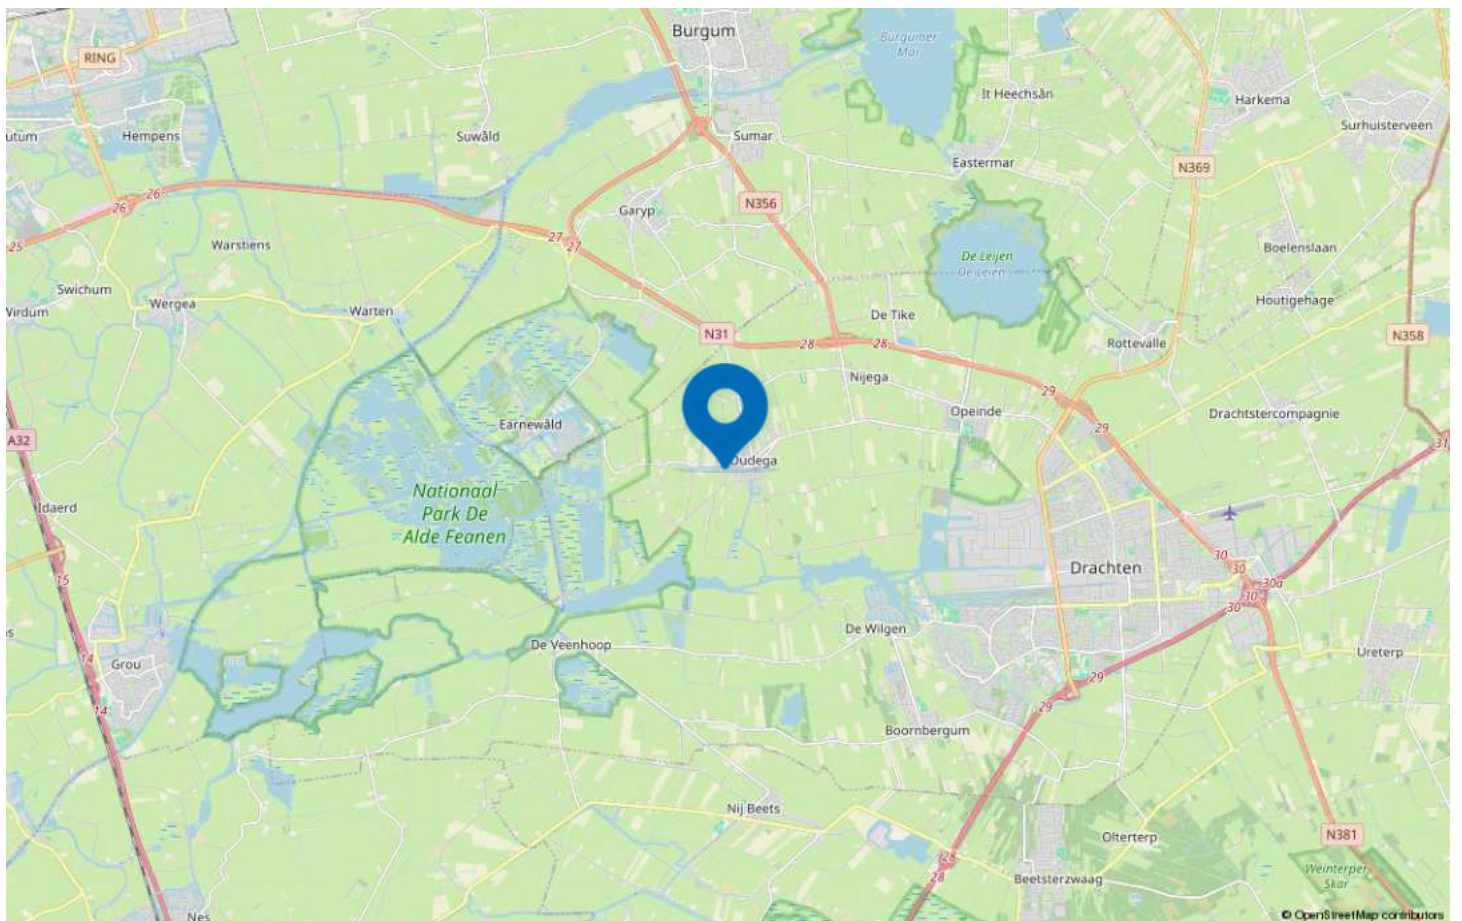 Burgum
Burgumer
Mar
RING
It Heechsân
Harkema
Surhuisterveen
utum
Hempens
Suwâld
Sumar
Eastermar
N369
26
26
N356
Garyp
25
Warstiens
27
27
Boelenslaan
De Leijen
De Leien
Swichum
Wergea
Warten
Wirdum
De Tike
Houtigehage
N31
28
28
Rottevalle
N358
Nijega
29
Opeinde
Drachtstercompagnie
Earnewâld
29
A32
31
Oudega
Nationaal
Park De
Alde Feanen
Idaerd
15
30
30
Drachten
30a
30
30
De Wilgen
De Veenhoop
14
Grou
Ureterp
29
29
14
Boornbergum
Nij Beets
Olterterp
N381
28
28
Beetsterzwaag
Weinterper
Skar
Nes
© OpenStreetMap contributors